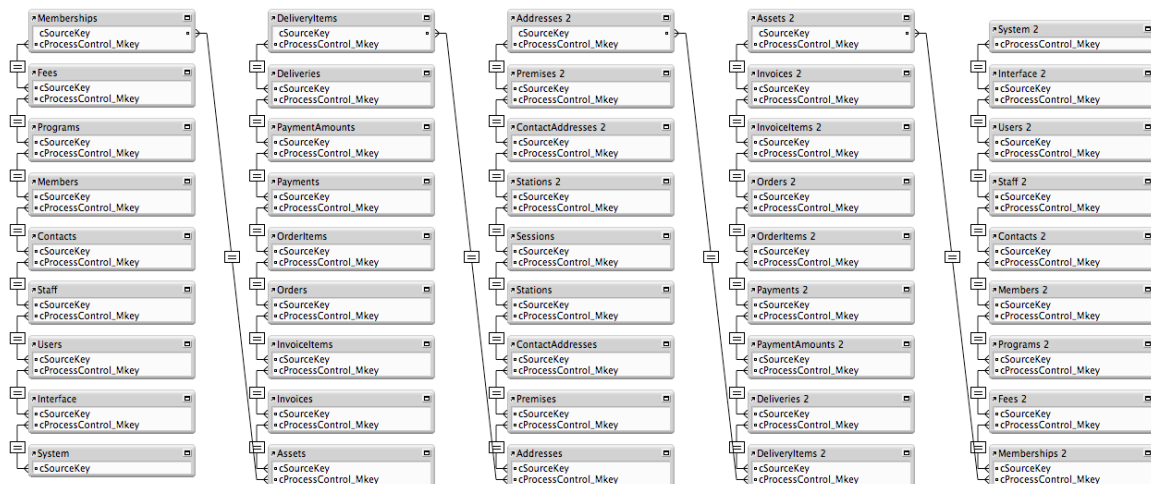 Memberships
cSourceKey
cProcessControl_Mkey
Fees
cSourceKey
cProcessControl_Mkey
Programs
cSourceKey
cProcessControl_Mkey
Members
cSourceKey
cProcessControl_Mkey
Contacts
cSourceKey
cProcessControl_Mkey
Staff
cSourceKey
cProcessControl_Mkey
Users
cSourceKey
cProcessControl_Mkey
Interface
cSourceKey
cProcessControl_Mkey
System
cSourceKey
DeliveryItems
cSourceKey
cProcessControl_Mkey
Deliveries
cSourceKey
cProcessControl_Mkey
PaymentAmounts
cSourceKey
cProcessControl_Mkey
Payments
cSourceKey
cProcessControl_Mkey
OrderItems
cSourceKey
cProcessControl_Mkey
Orders
cSourceKey
cProcessControl_Mkey
InvoiceItems
cSourceKey
cProcessControl_Mkey
Invoices
cSourceKey
cProcessControl_Mkey
Assets
cSourceKey
cProcessControl_Mkey
Addresses 2
cSourceKey
cProcessControl_Mkey
Premises 2
cSourceKey
cProcessControl_Mkey
ContactAddresses 2
cSourceKey
cProcessControl_Mkey
Stations 2
cSourceKey
cProcessControl_Mkey
Sessions
cSourceKey
cProcessControl_Mkey
Stations
cSourceKey
cProcessControl_Mkey
ContactAddresses
cSourceKey
cProcessControl_Mkey
Premises
cSourceKey
cProcessControl_Mkey
Addresses
cSourceKey
cProcessControl_Mkey
Assets 2
cSourceKey
cProcessControl_Mkey
Invoices 2
cSourceKey
cProcessControl_Mkey
InvoiceItems 2
cSourceKey
cProcessControl_Mkey
Orders 2
cSourceKey
cProcessControl_Mkey
OrderItems 2
cSourceKey
cProcessControl_Mkey
Payments 2
cSourceKey
cProcessControl_Mkey
PaymentAmounts 2
cSourceKey
cProcessControl_Mkey
Deliveries 2
cSourceKey
cProcessControl_Mkey
DeliveryItems 2
cSourceKey
cProcessControl_Mkey
System 2
cProcessControl_Mkey
Interface 2
cSourceKey
cProcessControl_Mkey
Users 2
cSourceKey
cProcessControl_Mkey
Staff 2
cSourceKey
cProcessControl_Mkey
Contacts 2
cSourceKey
cProcessControl_Mkey
Members 2
cSourceKey
cProcessControl_Mkey
Programs 2
cSourceKey
cProcessControl_Mkey
Fees 2
cSourceKey
cProcessControl_Mkey
Memberships 2
cSourceKey
cProcessControl_Mkey